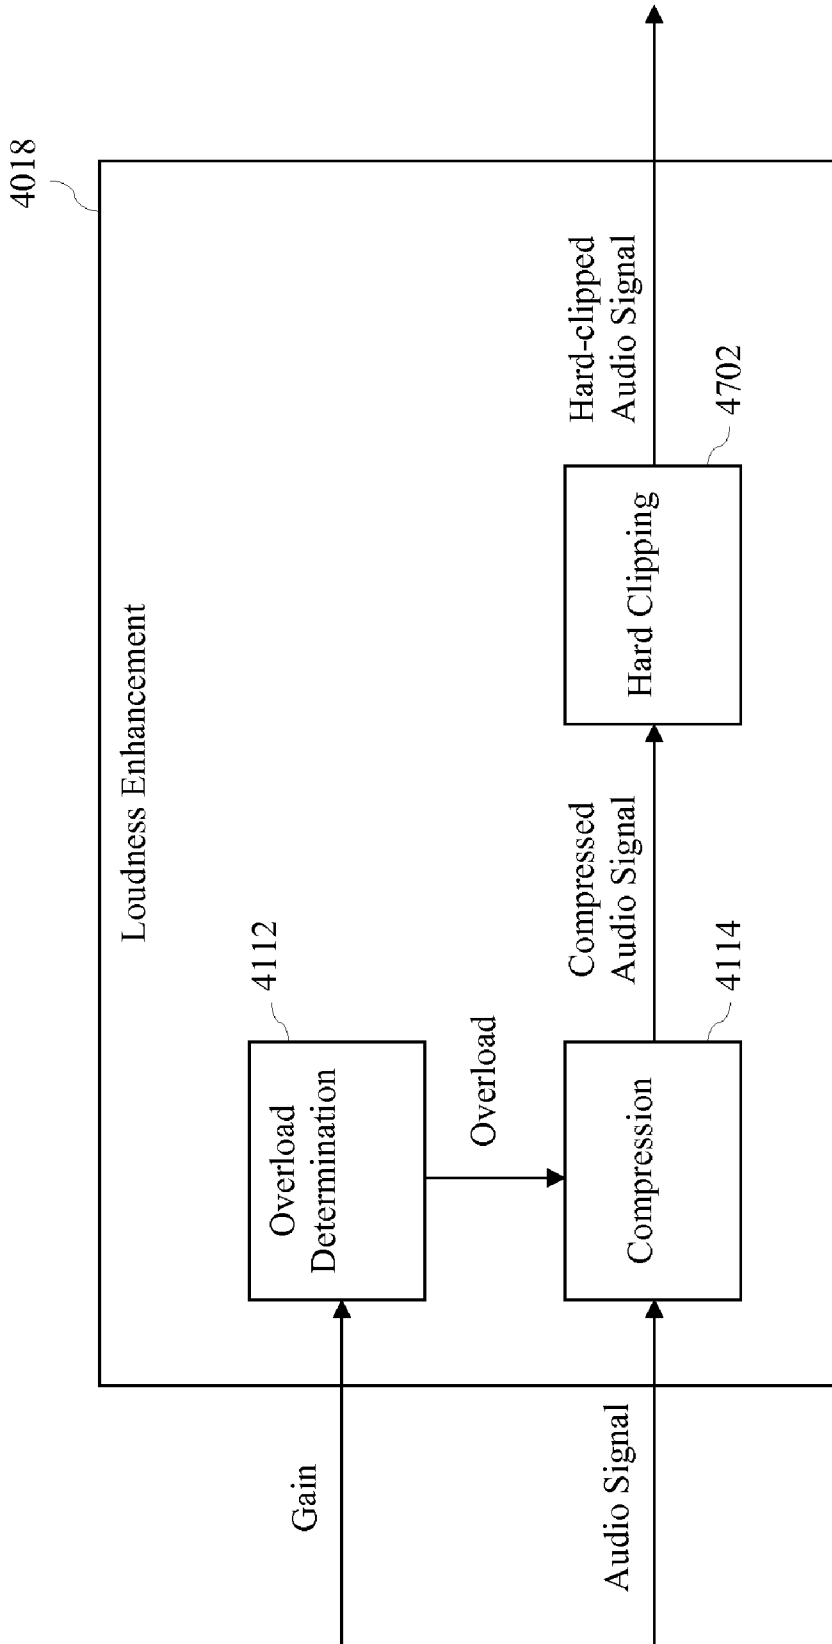 4018
Loudness Enhancement
Gain
Overload
Determination
4112
Overload
Audio Signal
Compression
4114
Compressed
Audio Signal
Hard Clipping
4702
Hard-clipped
Audio Signal